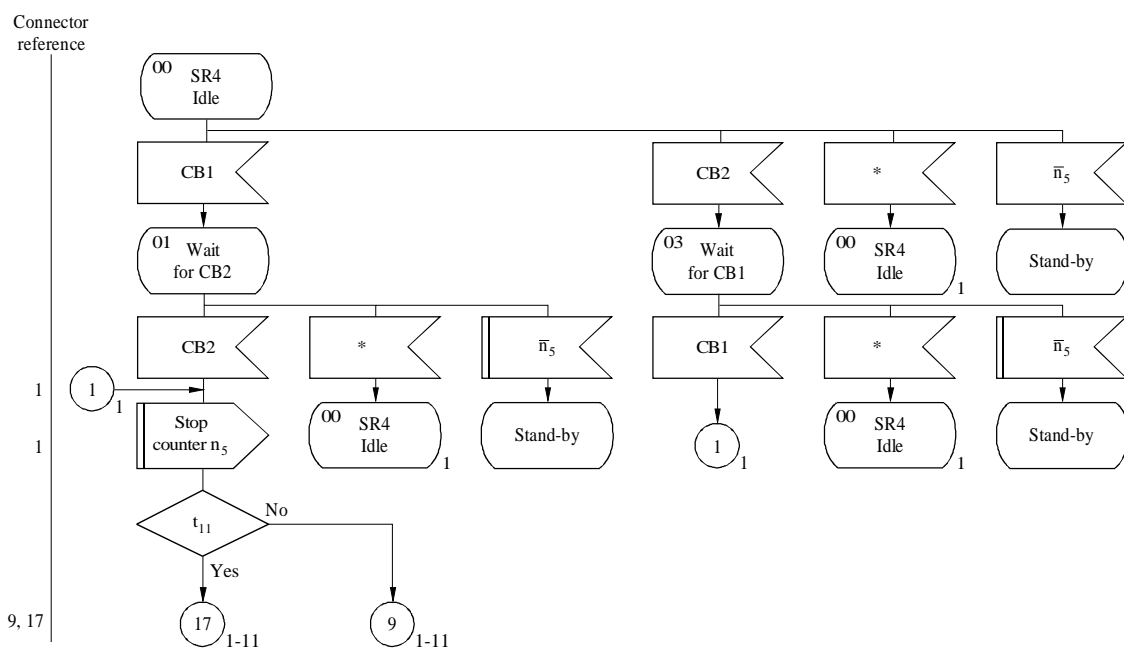 Connector
reference
00 SR4
Idle
CB1
CB2
*
n̅5
01 Wait
for CB2
03 Wait
for CB1
00 SR4
Idle
1
Stand-by
CB2
*
n̅5
CB1
*
n̅5
1
1
1
1
Stop
counter n5
00 SR4
Idle
1
Stand-by
1
1
00 SR4
Idle
1
Stand-by
t11
No
Yes
9, 17
17
1-11
9
1-11